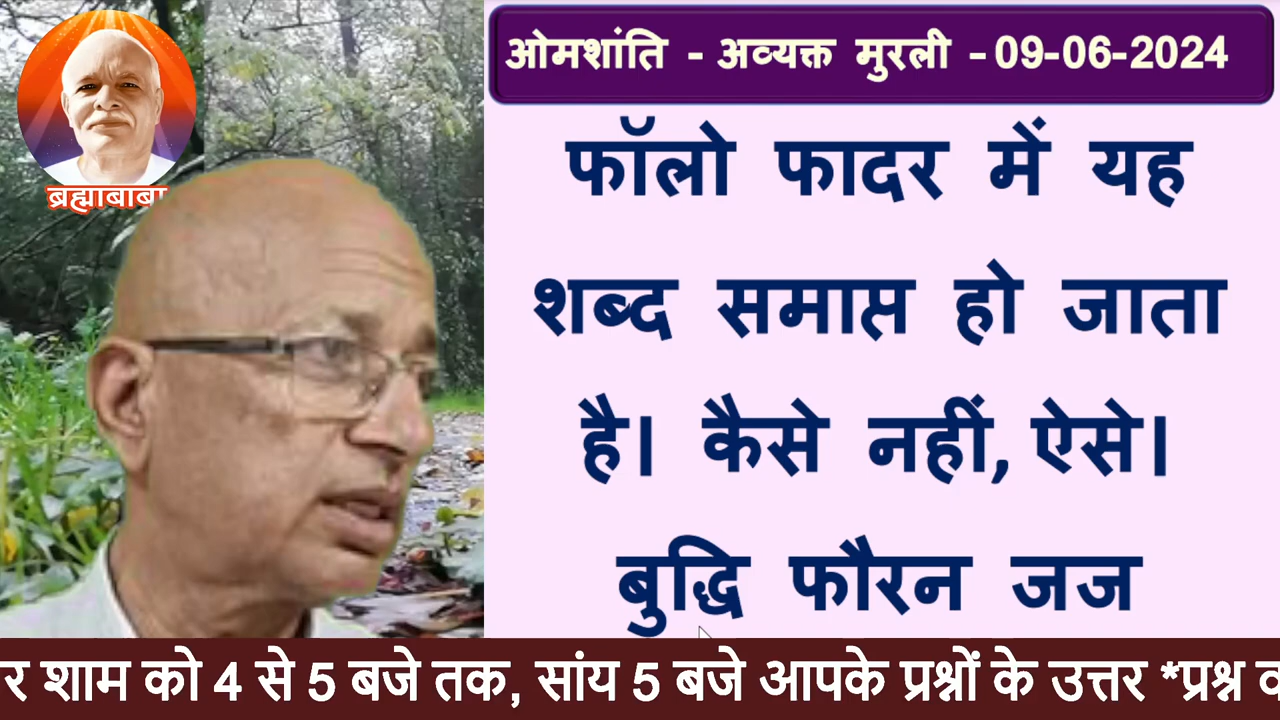 ब्रह्माबाबा
ओमशांति - अव्यक्त मुरली - 09-06-2024
फॉलो फादर में यह
शब्द समाप्त हो जाता
है। कैसे नहीं, ऐसे।
बुद्धि फौरन जज
र शाम को 4 से 5 बजे तक, सांय 5 बजे आपके प्रश्नों के उत्तर *प्रश्न व